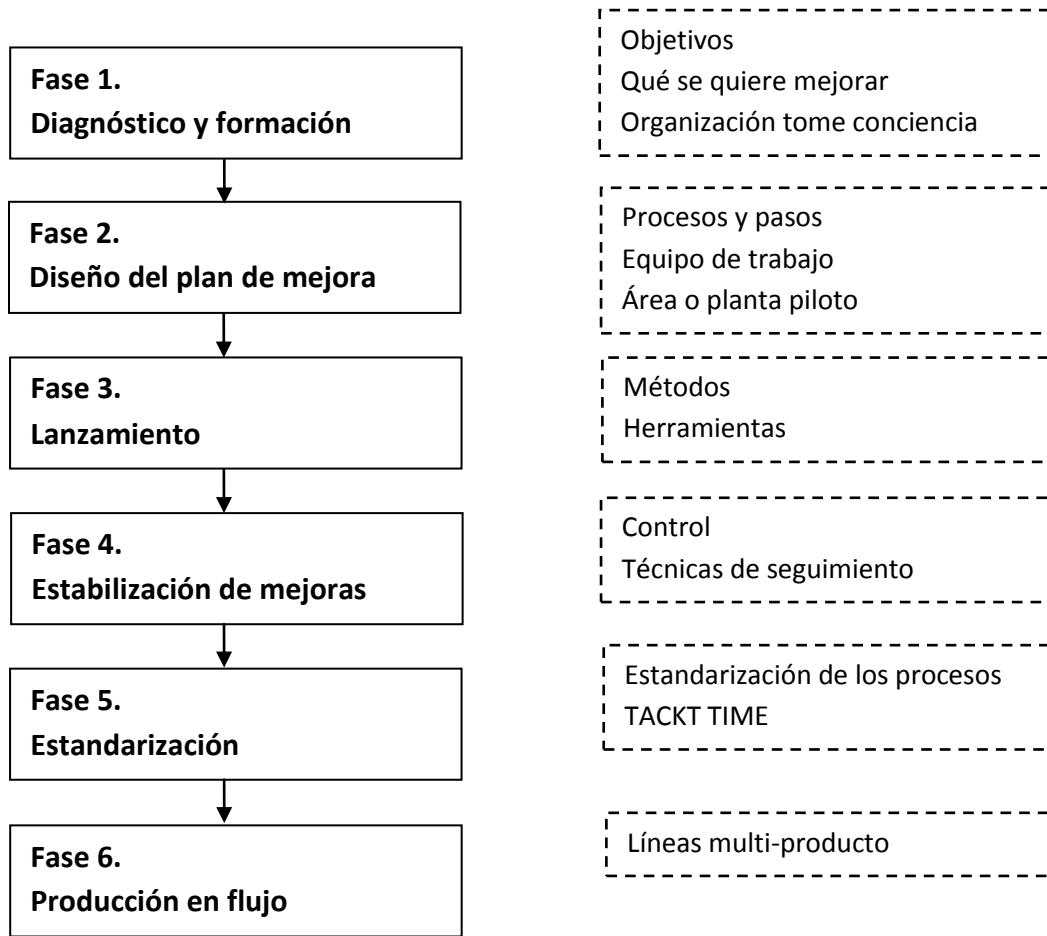 Fase 1.
Diagnóstico y formación
Objetivos
Qué se quiere mejorar
Organización tome conciencia
Fase 2.
Diseño del plan de mejora
Procesos y pasos
Equipo de trabajo
Área o planta piloto
Fase 3.
Lanzamiento
Métodos
Herramientas
Fase 4.
Estabilización de mejoras
Control
Técnicas de seguimiento
Fase 5.
Estandarización
Estandarización de los procesos
TACKT TIME
Fase 6.
Producción en flujo
Líneas multi-producto